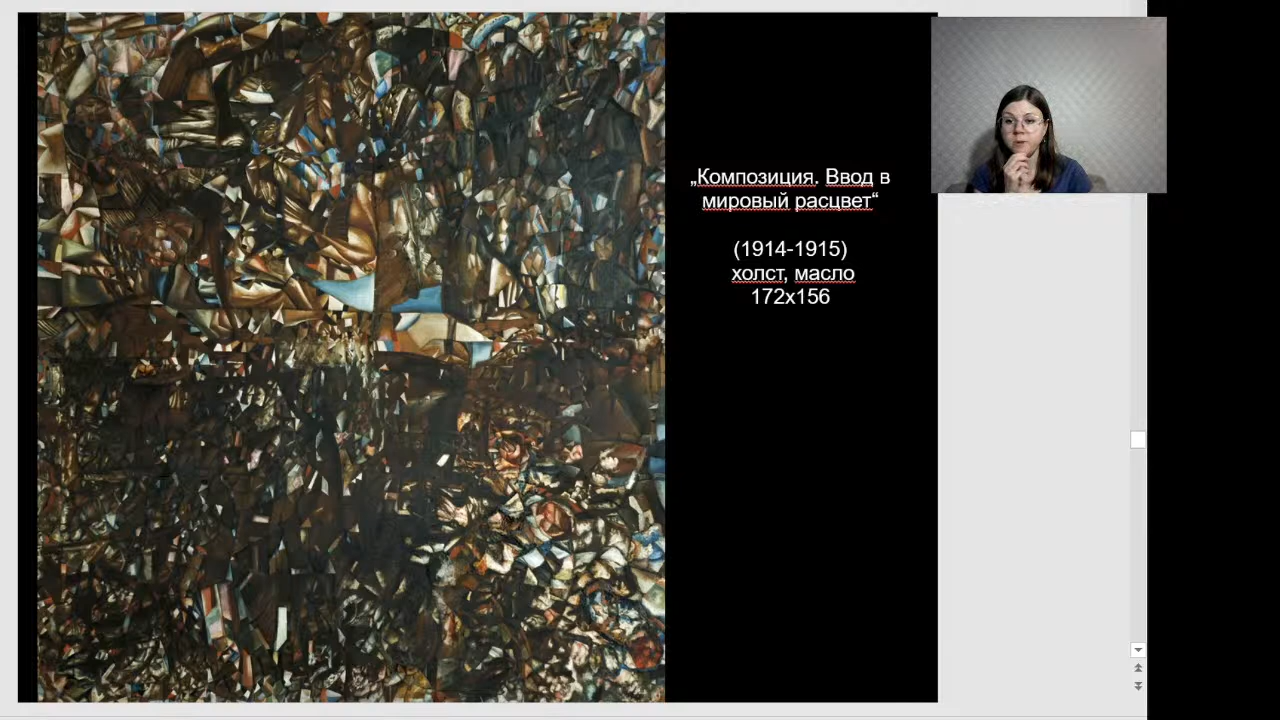 „Композиция. Ввод в
мировый расцвет“
(1914-1915)
холст, масло
172x156